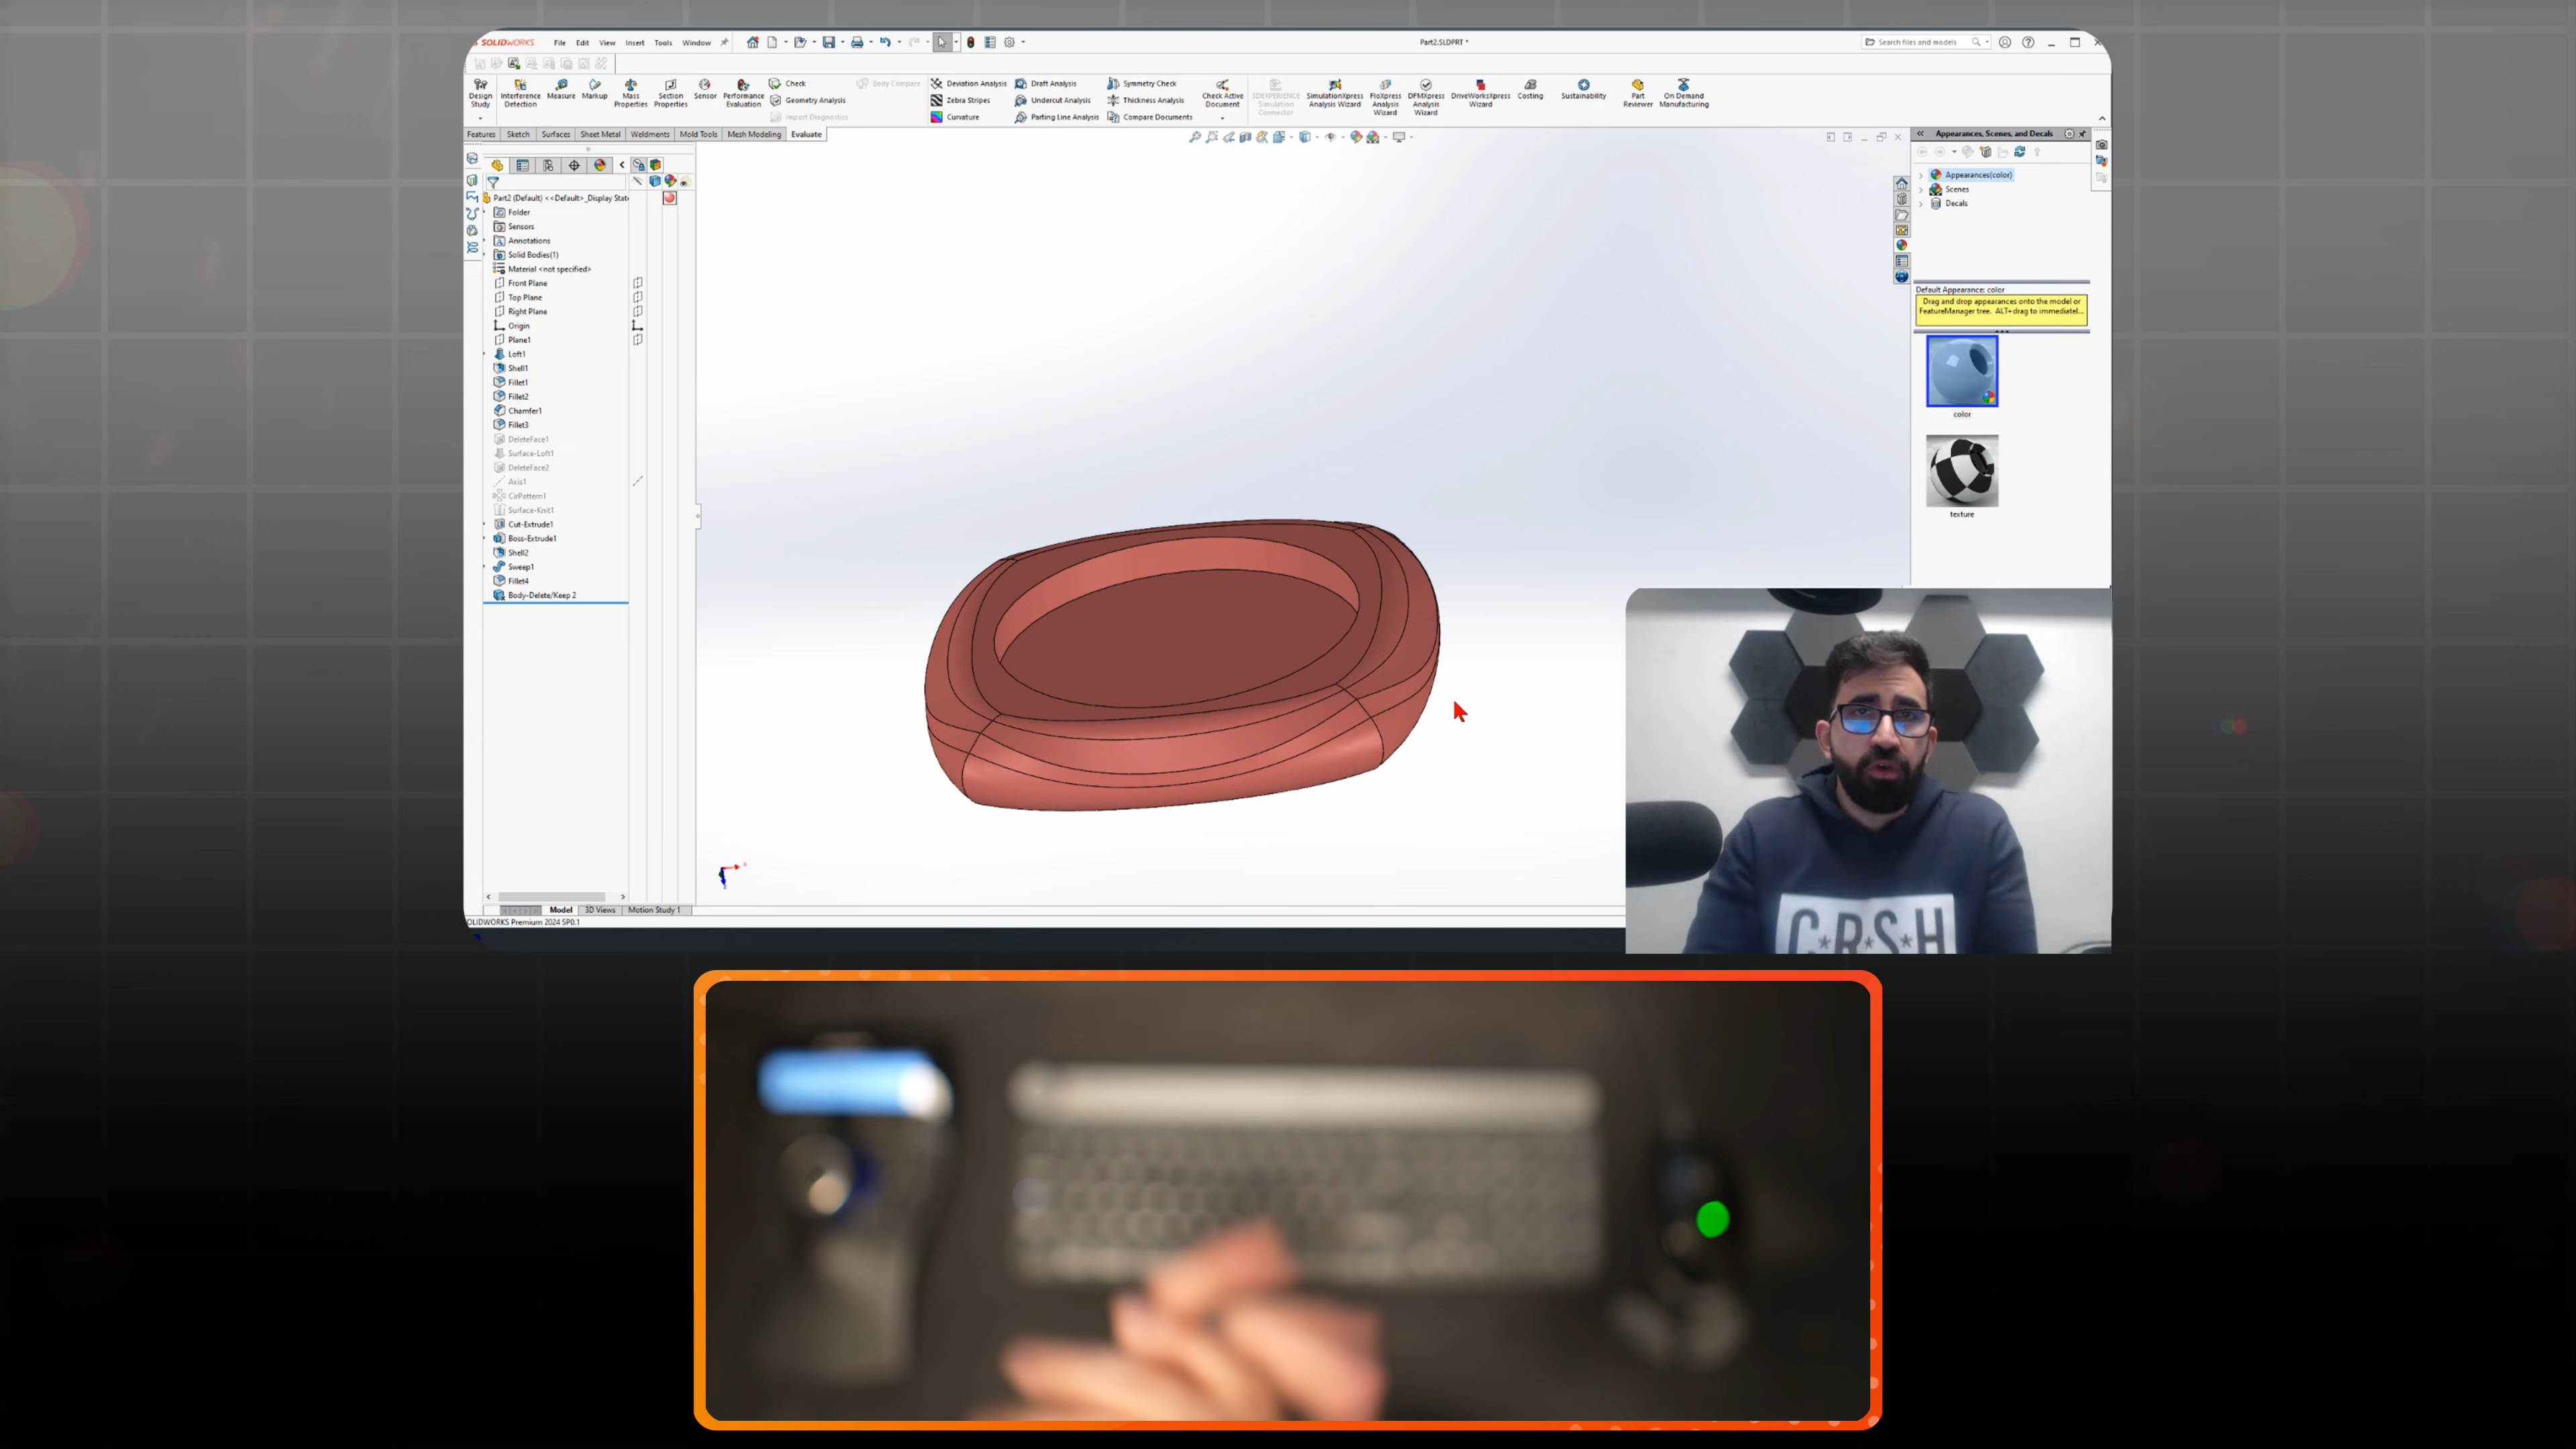 SOLIDWORKS File Edit View Insert Tools Window Part2.SLDPRT * Search files and models
Design Study Interference Detection Measure Markup Mass Properties Section Properties Sensor Performance Evaluation Check Body Compare Deviation Analysis Draft Analysis Symmetry Check Check Active Document 3DEXPERIENCE Simulation Connector SimulationXpress Analysis Wizard FloXpress Analysis Wizard DFMXpress Analysis Wizard DriveWorksXpress Wizard Costing Sustainability Part Reviewer On Demand Manufacturing
Geometry Analysis Zebra Stripes Undercut Analysis Thickness Analysis
Import Diagnostics Curvature Parting Line Analysis Compare Documents
Features Sketch Surfaces Sheet Metal Weldments Mold Tools Mesh Modeling Evaluate
Part2 (Default) <<Default>_Display Stat
Folder
Sensors
Annotations
Solid Bodies(1)
Material <not specified>
Front Plane
Top Plane
Right Plane
Origin
Plane1
Loft1
Shell1
Fillet1
Fillet2
Chamfer1
Fillet3
DeleteFace1
Surface-Loft1
DeleteFace2
Axis1
CirPattern1
Surface-Knit1
Cut-Extrude1
Boss-Extrude1
Shell2
Sweep1
Fillet4
Body-Delete/Keep 2
Model 3D Views Motion Study 1
OLIDWORKS Premium 2024 SP0.1
Appearances, Scenes, and Decals
Appearances(color)
Scenes
Decals
Default Appearance: color
Drag and drop appearances onto the model or
FeatureManager tree. ALT+drag to immediatel...
color
texture
C*R*S*H